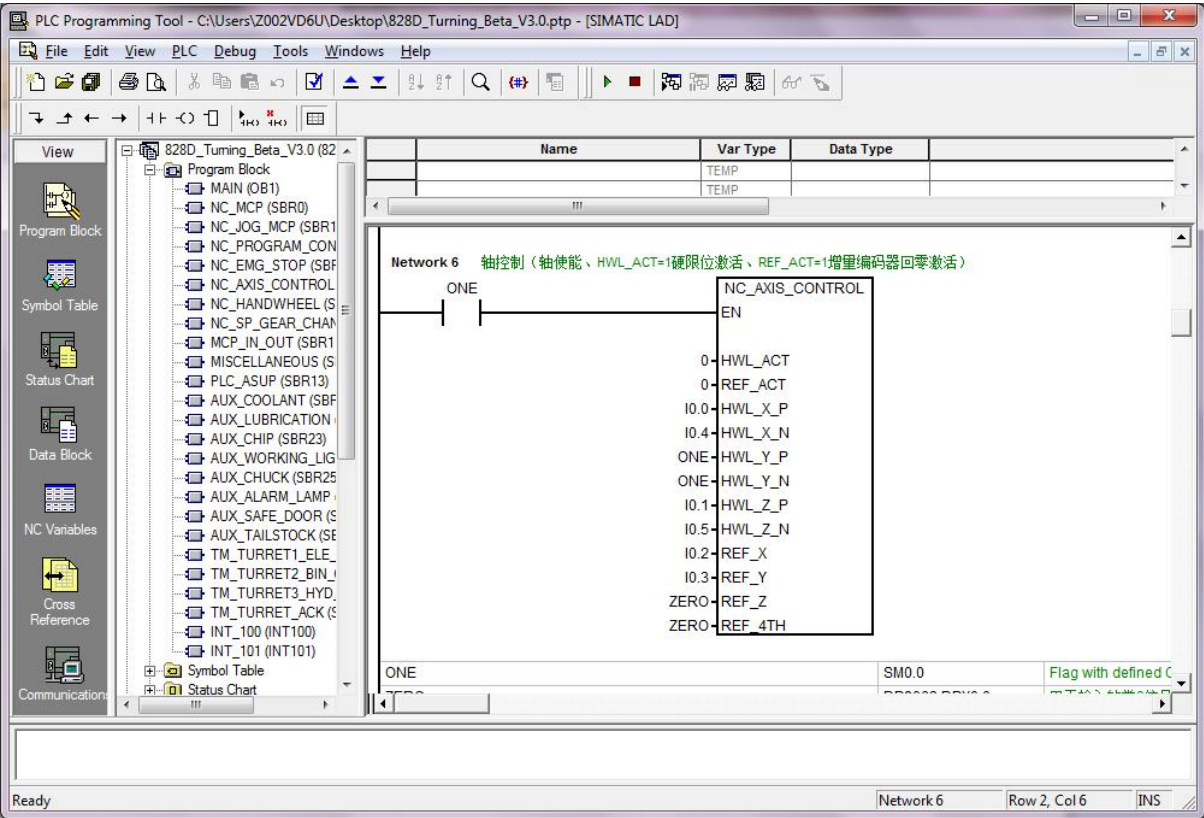 PLC Programming Tool - C:\Users\Z002VD6U\Desktop\828D_Turning_Beta_V3.0.ptp - [SIMATIC LAD]
File Edit View PLC Debug Tools Windows Help
View
Program Block
Symbol Table
Status Chart
Data Block
NC Variables
Cross
Reference
Communication
828D_Turning_Beta_V3.0 (82
Program Block
MAIN (OB1)
NC_MCP (SBR0)
NC_JOG_MCP (SBR1
NC_PROGRAM_CON
NC_EMG_STOP (SBF
NC_AXIS_CONTROL
NC_HANDWHEEL (S
NC_SP_GEAR_CHAN
MCP_IN_OUT (SBR1
MISCELLANEOUS (S
PLC_ASUP (SBR13)
AUX_COOLANT (SBF
AUX_LUBRICATION
AUX_CHIP (SBR23)
AUX_WORKING_LIG
AUX_CHUCK (SBR25
AUX_ALARM_LAMP
AUX_SAFE_DOOR (S
AUX_TAILSTOCK (SE
TM_TURRET1_ELE_
TM_TURRET2_BIN_
TM_TURRET3_HYD_
TM_TURRET_ACK (S
INT_100 (INT100)
INT_101 (INT101)
Symbol Table
Status Chart
Name Var Type Data Type
TEMP
TEMP
Network 6 轴控制（轴使能、HWL_ACT=1硬限位激活、REF_ACT=1增量编码器回零激活）
ONE NC_AXIS_CONTROL
EN
0 HWL_ACT
0 REF_ACT
I0.0 HWL_X_P
I0.4 HWL_X_N
ONE HWL_Y_P
ONE HWL_Y_N
I0.1 HWL_Z_P
I0.5 HWL_Z_N
I0.2 REF_X
I0.3 REF_Y
ZERO REF_Z
ZERO REF_4TH
ONE SM0.0 Flag with defined
Ready Network 6 Row 2, Col 6 INS